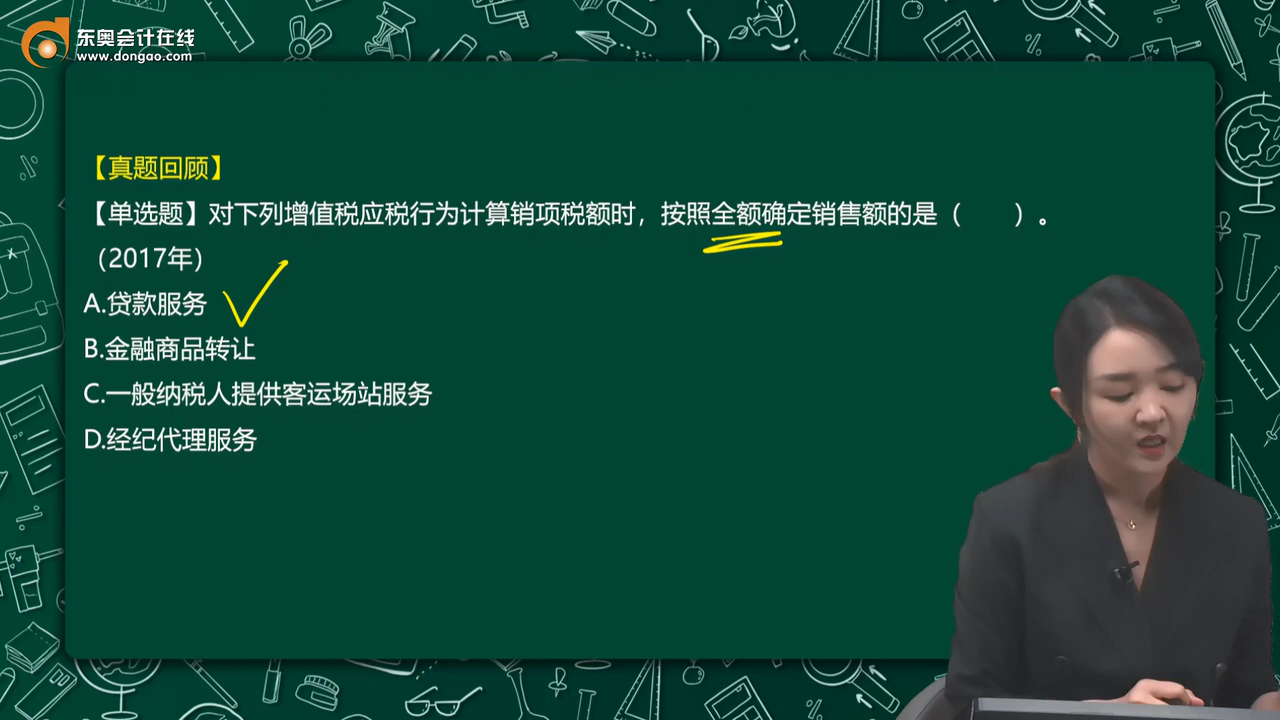 东奥会计在线
www.dongao.com
【真题回顾】
【单选题】对下列增值税应税行为计算销项税额时，按照全额确定销售额的是（　　）。
（2017年）
A.贷款服务
B.金融商品转让
C.一般纳税人提供客运场站服务
D.经纪代理服务